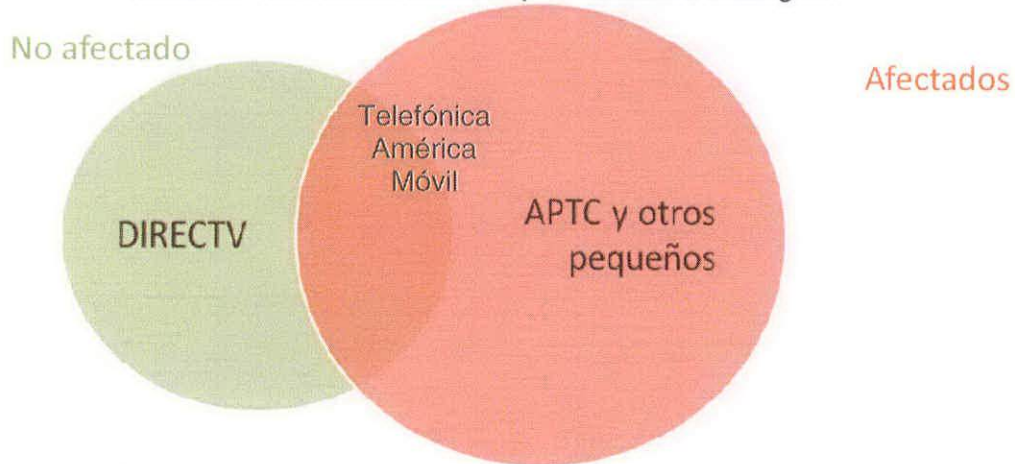 No afectado
Afectados
Telefónica
América
Móvil
DIRECTV
APTC y otros
pequeños